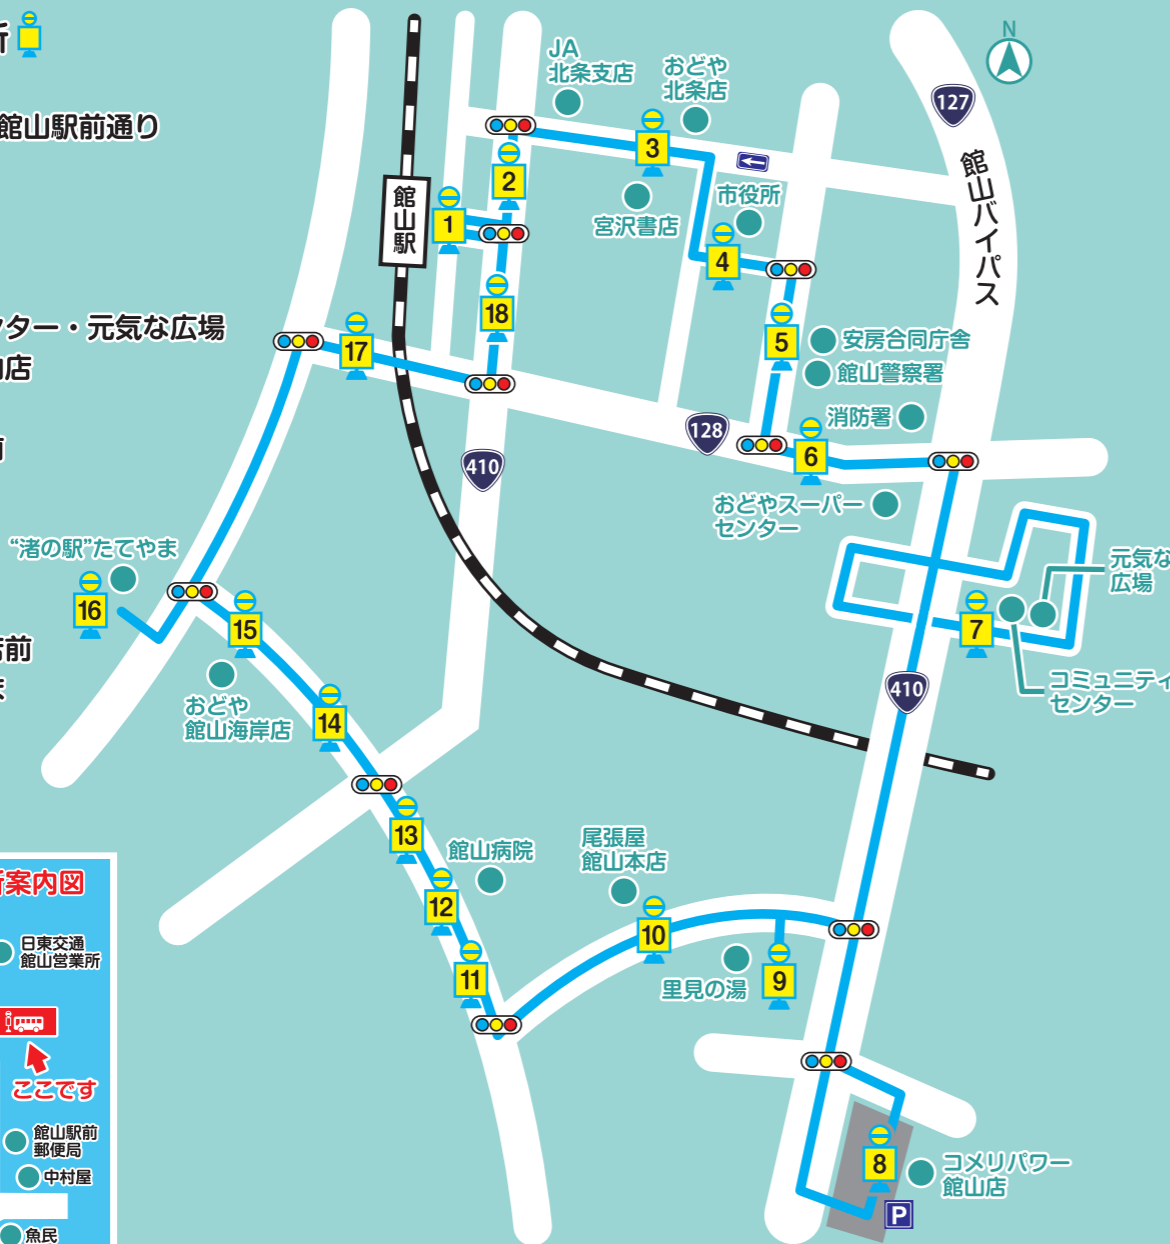 所
館山駅前通り
ンター・元気な広場
店
前
店前
ま
所案内図
日東交通
館山営業所
ここです
館山駅前
郵便局
中村屋
魚民
N
127
館山バイパス
JA
北条支店
おどや
北条店
3
2
館山駅
1
宮沢書店
市役所
4
18
5
安房合同庁舎
館山警察署
17
128
消防署
6
410
おどやスーパー
センター
“渚の駅”たてやま
16
15
元気な
広場
7
コミュニティ
センター
410
おどや
館山海岸店
14
13
館山病院
尾張屋
館山本店
12
10
11
里見の湯
9
8
コメリパワー
館山店
P